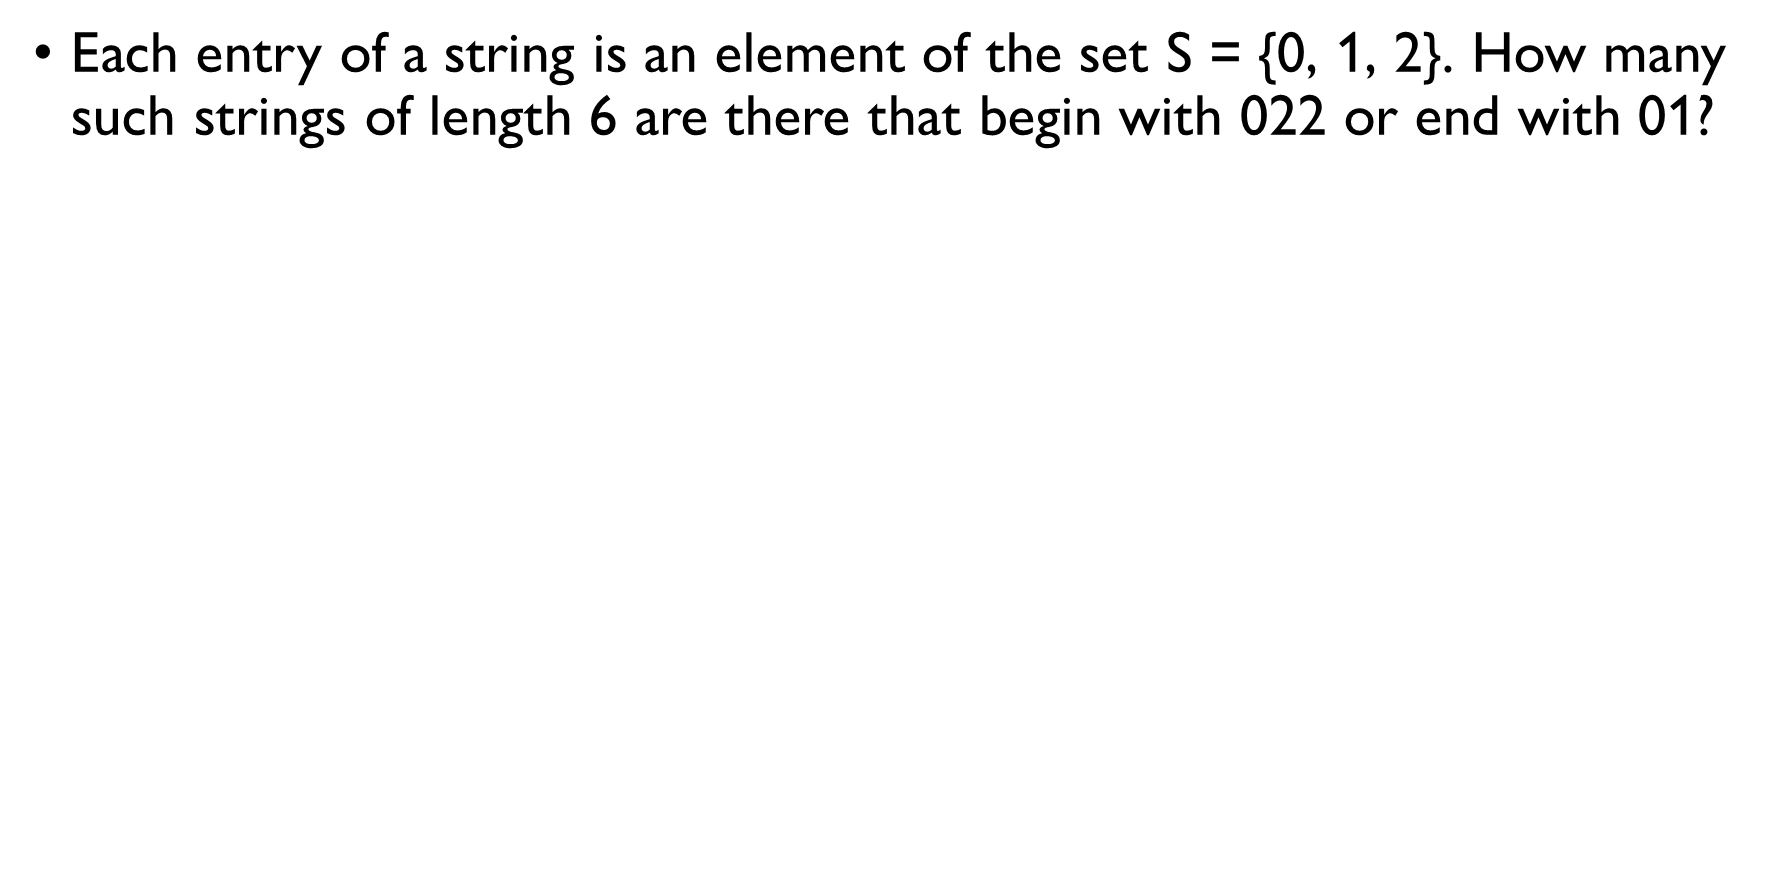 • Each entry of a string is an element of the set S = {0, 1, 2}. How many
such strings of length 6 are there that begin with 022 or end with 01?